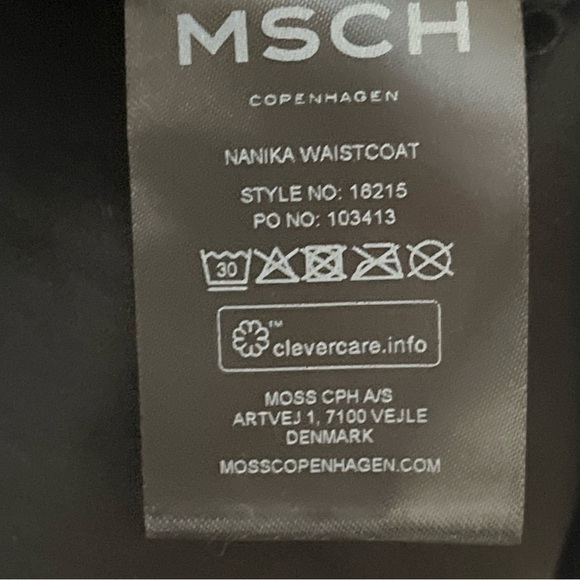 MSCH
COPENHAGEN
NANIKA WAISTCOAT
STYLE NO: 16215
PO NO: 103413
30
clevercare.info
TM
MOSS CPH A/S
ARTVEJ 1, 7100 VEJLE
DENMARK
MOSSCOPENHAGEN.COM